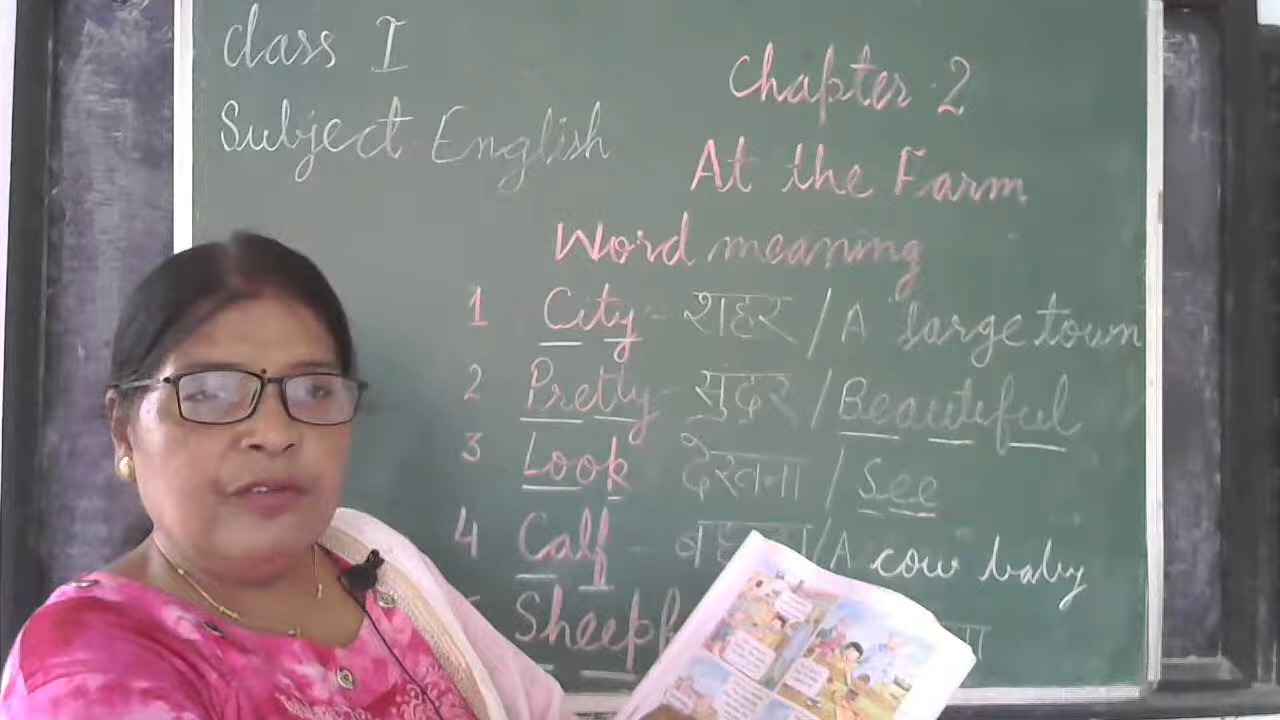 Class I
Subject English
Chapter-2
At the Farm
Word meaning
1 City - शहर / A large town
2 Pretty - सुंदर / Beautiful
3 Look देखना / See
4 Calf - / A cow baby